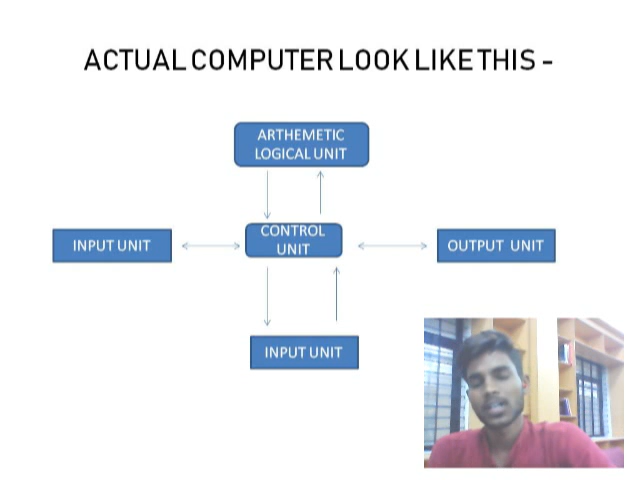 ACTUAL COMPUTER LOOK LIKE THIS -
ARTHEMETIC
LOGICAL UNIT
INPUT UNIT
CONTROL
UNIT
OUTPUT UNIT
INPUT UNIT